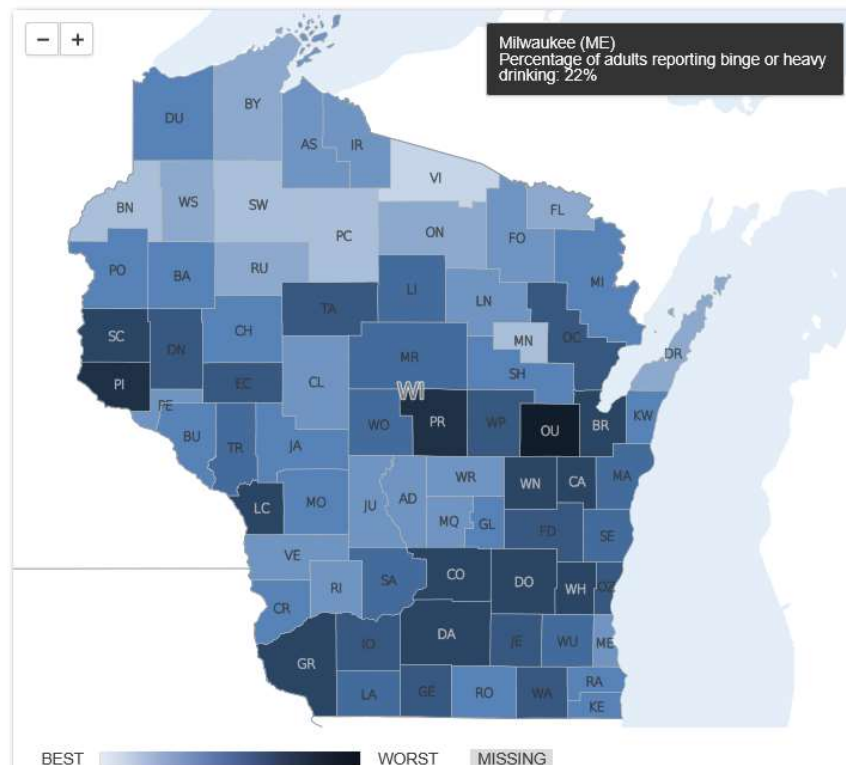 − +
Milwaukee (ME)
Percentage of adults reporting binge or heavy
drinking: 22%
DU
BY
AS
IR
VI
BN
WS
SW
PC
ON
FL
FO
PO
BA
RU
LI
LN
MI
TA
OC
SC
DN
CH
MN
DR
MR
PI
EC
CL
SH
WI
PE
BU
TR
JA
WO
PR
WP
OU
BR
KW
LC
MO
JU
AD
WR
WN
CA
MA
MQ
GL
FD
SE
VE
RI
SA
CO
DO
WH
OZ
CR
GR
IO
DA
JE
WU
ME
LA
GE
RO
WA
RA
KE
BEST WORST MISSING